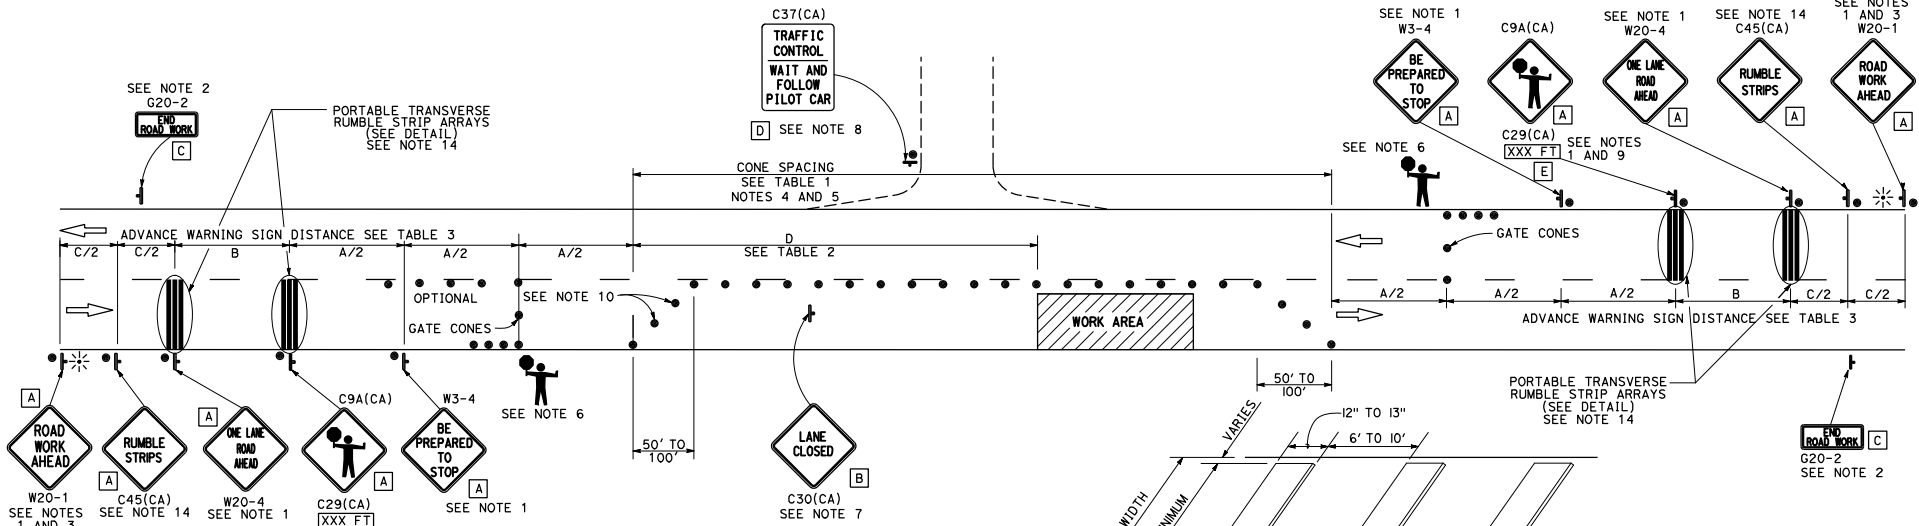 C37(CA)
TRAFFIC
CONTROL
WAIT AND
FOLLOW
PILOT CAR
D SEE NOTE 8
SEE NOTE 2
G20-2
END
ROAD WORK
C
PORTABLE TRANSVERSE
RUMBLE STRIP ARRAYS
(SEE DETAIL)
SEE NOTE 14
CONE SPACING
SEE TABLE 1
NOTES 4 AND 5
SEE NOTE 1
W3-4
BE
PREPARED
TO
STOP
A
C9A(CA)
A
C29(CA)
XXX FT
SEE NOTES
1 AND 9
E
SEE NOTE 1
W20-4
ONE LANE
ROAD
AHEAD
A
SEE NOTE 14
C45(CA)
RUMBLE
STRIPS
A
SEE NOTES
1 AND 3
W20-1
ROAD
WORK
AHEAD
A
SEE NOTE 6
ADVANCE WARNING SIGN DISTANCE SEE TABLE 3
C/2 C/2 B A/2 A/2 A/2
D
SEE TABLE 2
GATE CONES
OPTIONAL
SEE NOTE 10
GATE CONES
WORK AREA
A/2 A/2 A/2 B C/2 C/2
ADVANCE WARNING SIGN DISTANCE SEE TABLE 3
SEE NOTE 6
50' TO
100'
50' TO
100'
A
ROAD
WORK
AHEAD
W20-1
SEE NOTES
1 AND 3
RUMBLE
STRIPS
A
C45(CA)
SEE NOTE 14
A
ONE LANE
ROAD
AHEAD
W20-4
SEE NOTE 1
C9A(CA)
A
C29(CA)
XXX FT
W3-4
BE
PREPARED
TO
STOP
A
SEE NOTE 1
LANE
CLOSED
B
C30(CA)
SEE NOTE 7
VARIES
12" TO 13"
6' TO 10'
WIDTH
PORTABLE TRANSVERSE
RUMBLE STRIP ARRAYS
(SEE DETAIL)
SEE NOTE 14
END
ROAD WORK
C
G20-2
SEE NOTE 2